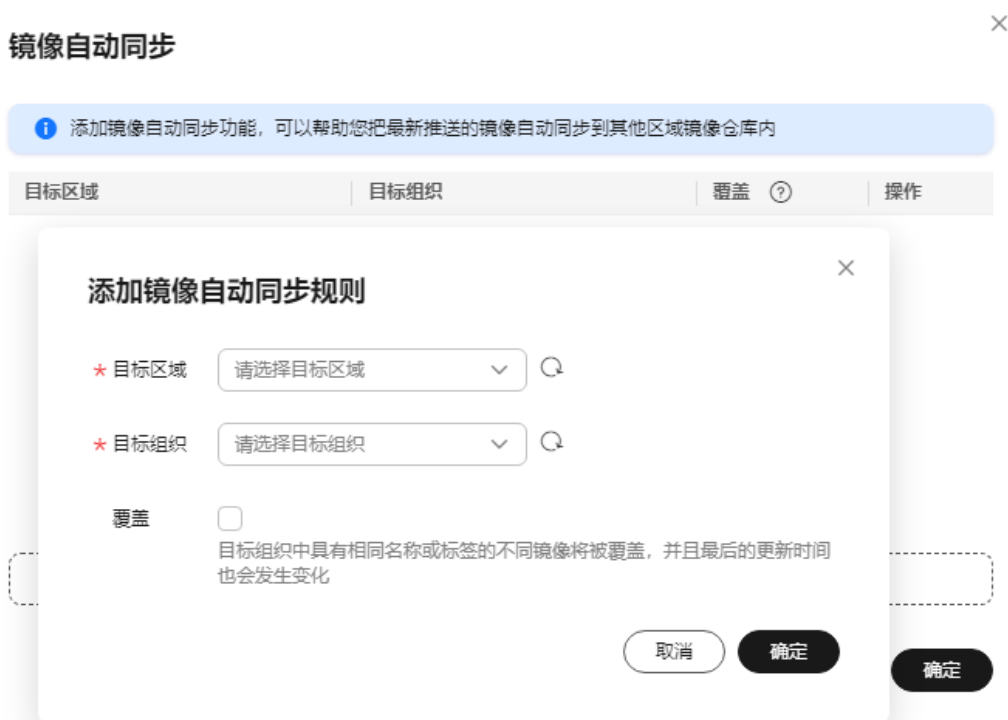 镜像自动同步
添加镜像自动同步功能，可以帮助您把最新推送的镜像自动同步到其他区域镜像仓库内
目标区域 目标组织 覆盖 操作
添加镜像自动同步规则
* 目标区域 请选择目标区域
* 目标组织 请选择目标组织
覆盖
目标组织中具有相同名称或标签的不同镜像将被覆盖，并且最后的更新时间
也会发生变化
取消 确定
确定